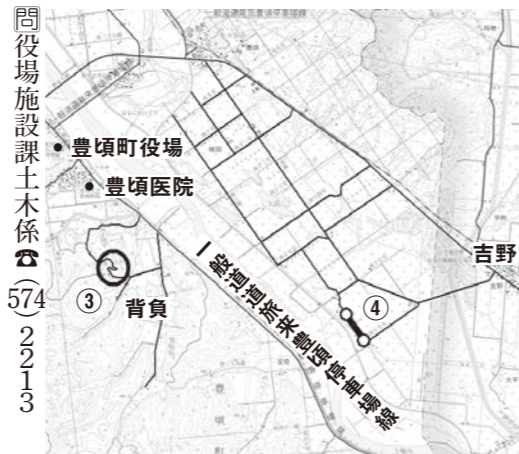 問役場施設課土木係☎(574)2213
豊頃町役場
豊頃医院
③
背負
一般道道旅来豊頃停車場線
④
吉野